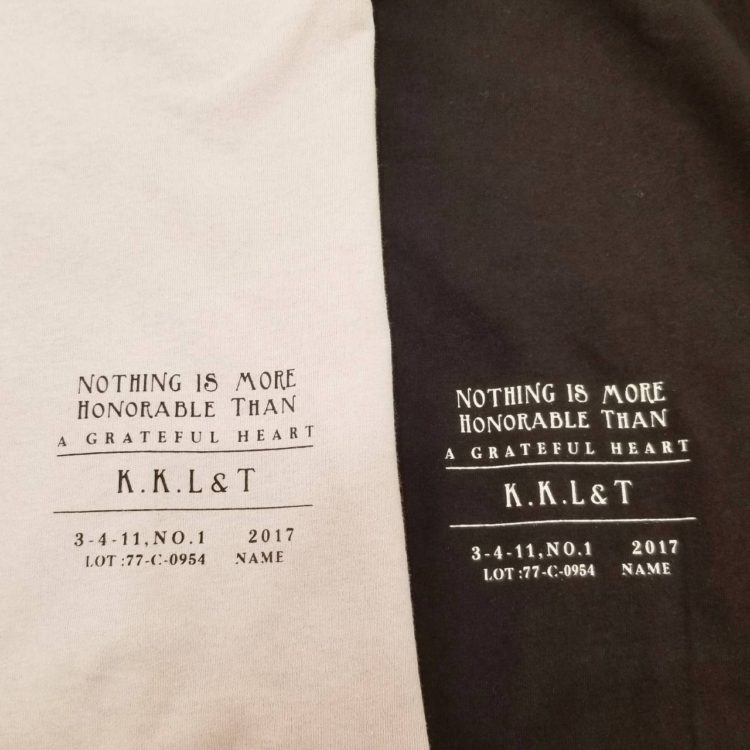 NOTHING IS MORE
HONORABLE THAN
A GRATEFUL HEART
K.K.L&T
3-4-11,NO.1 2017
LOT:77-C-0954 NAME
NOTHING IS MORE
HONORABLE THAN
A GRATEFUL HEART
K.K.L&T
3-4-11,NO.1 2017
LOT:77-C-0954 NAME